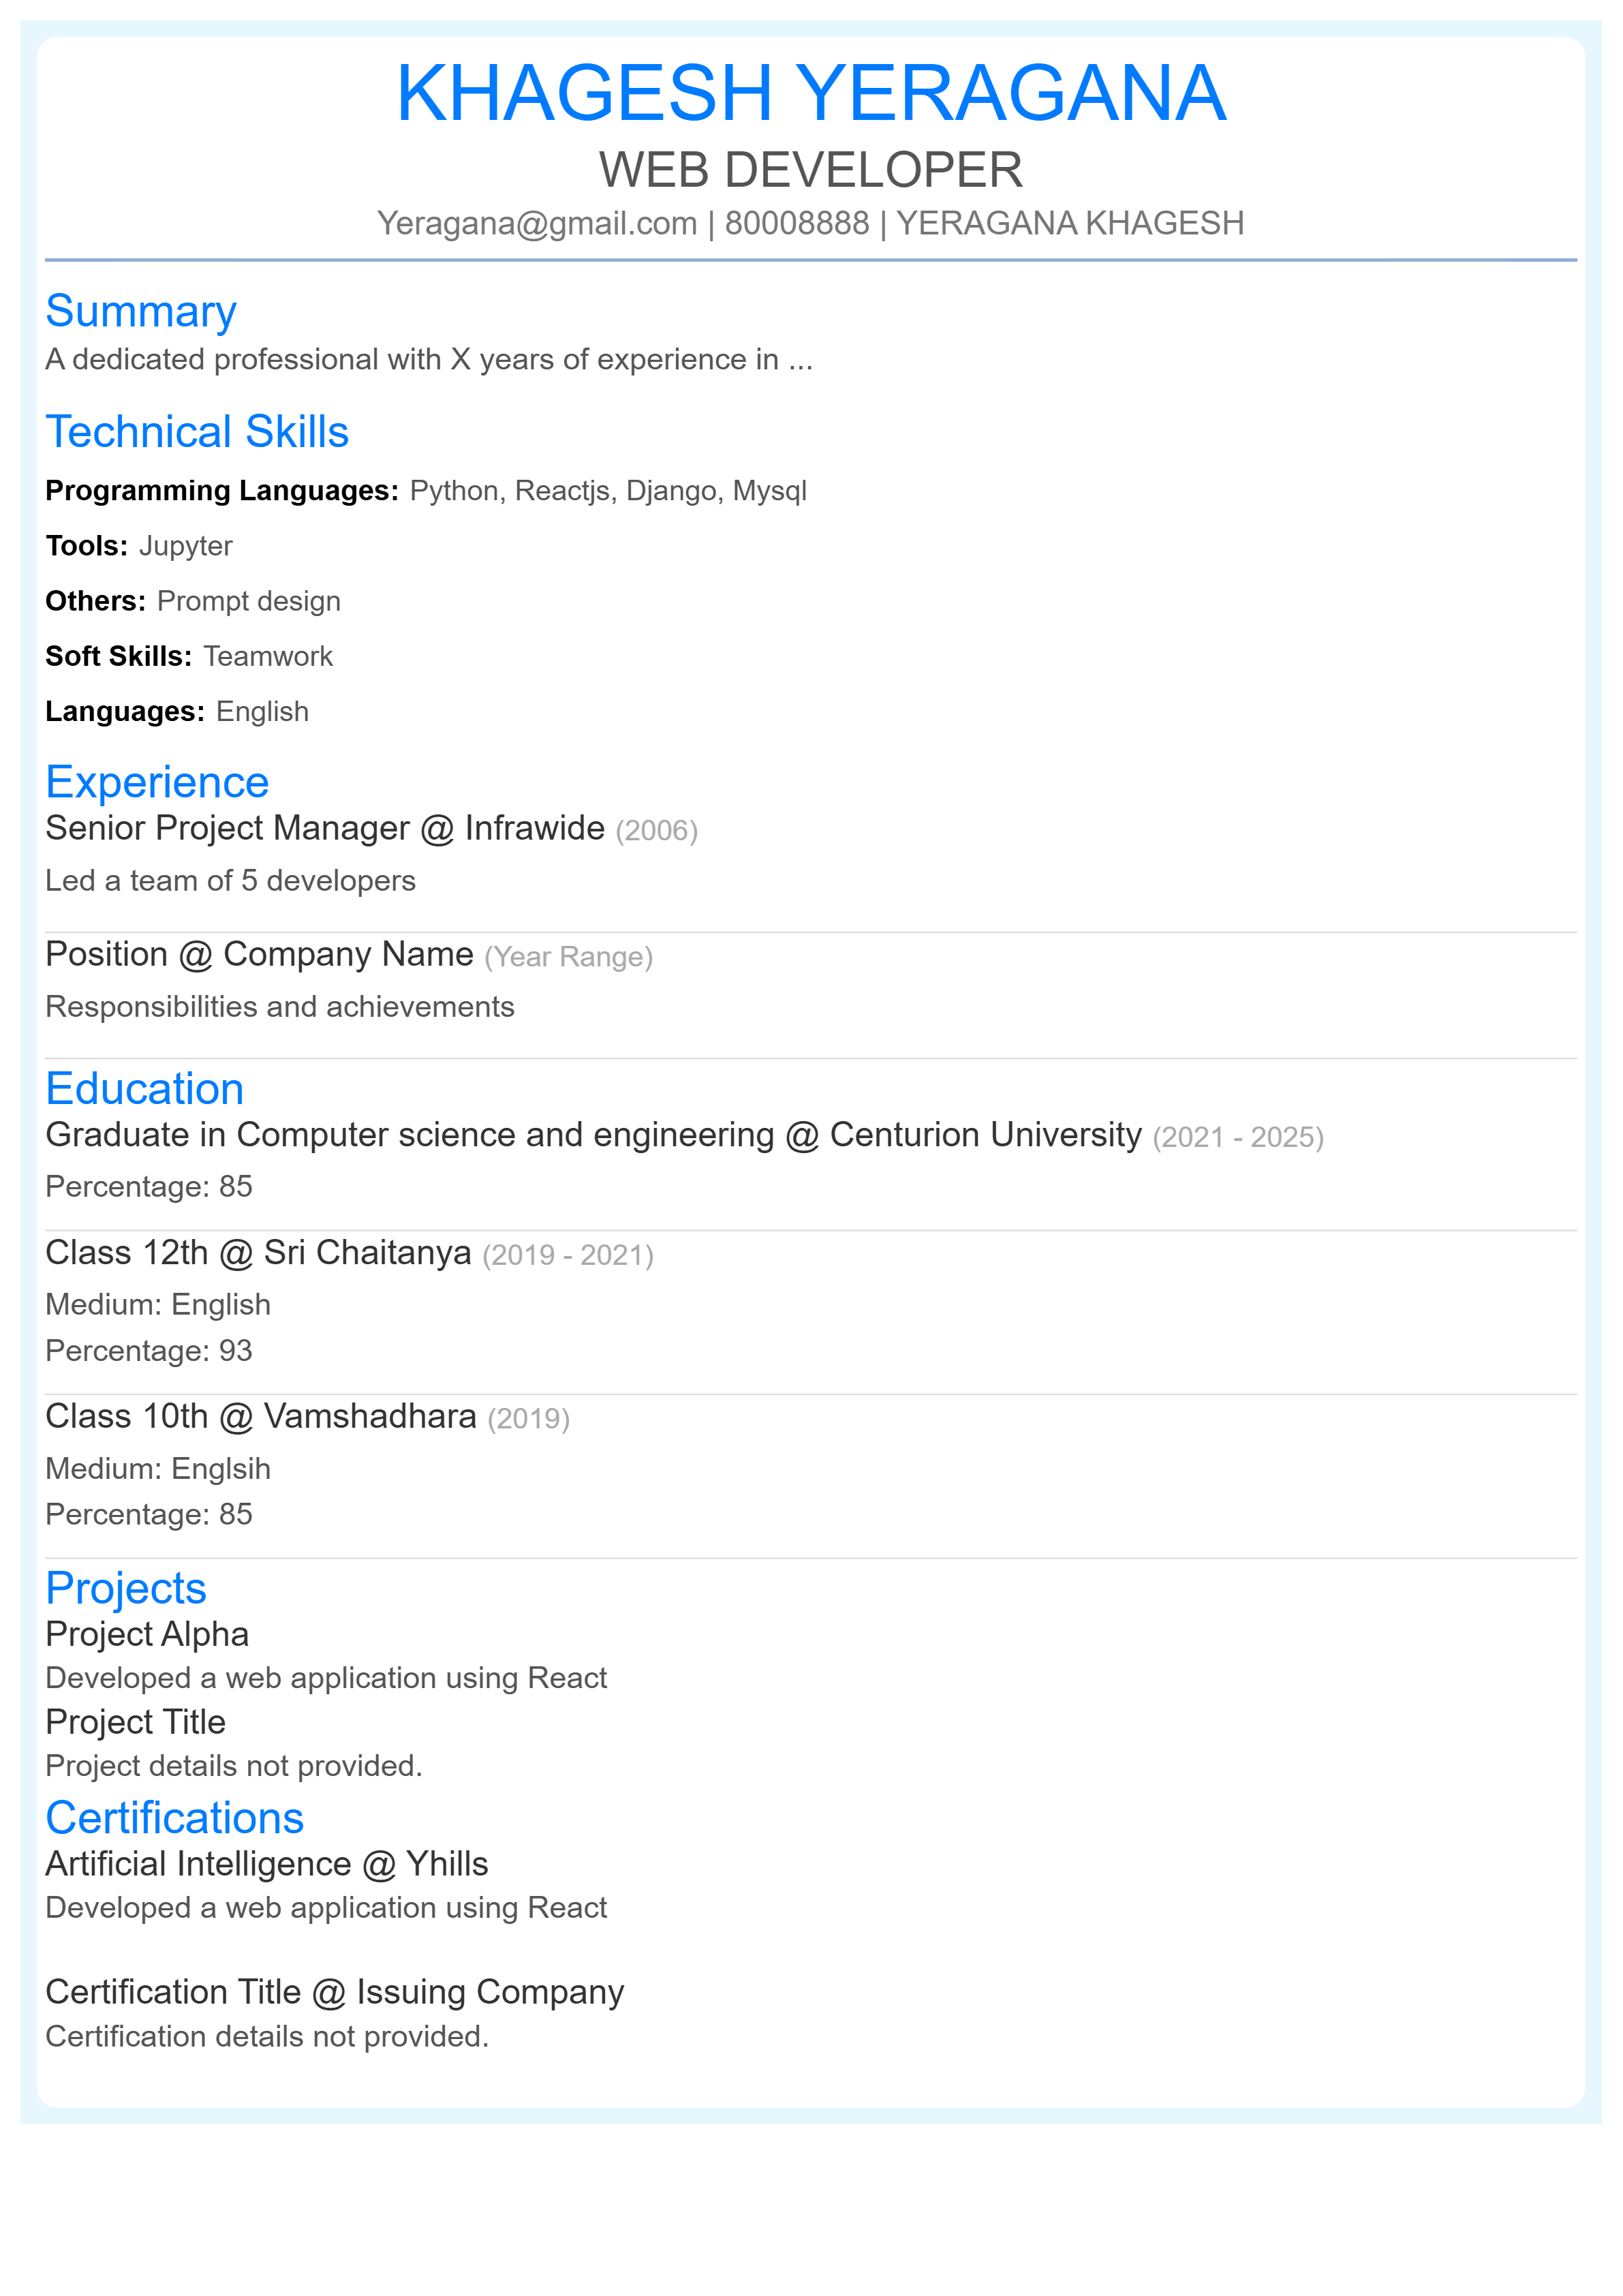 KHAGESH YERAGANA
WEB DEVELOPER
Yeragana@gmail.com | 80008888 | YERAGANA KHAGESH
Summary
A dedicated professional with X years of experience in ...
Technical Skills
Programming Languages: Python, Reactjs, Django, Mysql
Tools: Jupyter
Others: Prompt design
Soft Skills: Teamwork
Languages: English
Experience
Senior Project Manager @ Infrawide (2006)
Led a team of 5 developers
Position @ Company Name (Year Range)
Responsibilities and achievements
Education
Graduate in Computer science and engineering @ Centurion University (2021 - 2025)
Percentage: 85
Class 12th @ Sri Chaitanya (2019 - 2021)
Medium: English
Percentage: 93
Class 10th @ Vamshadhara (2019)
Medium: Englsih
Percentage: 85
Projects
Project Alpha
Developed a web application using React
Project Title
Project details not provided.
Certifications
Artificial Intelligence @ Yhills
Developed a web application using React
Certification Title @ Issuing Company
Certification details not provided.